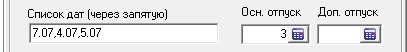 Список дат (через запятую)
Осн. отпуск
Доп. отпуск
7.07,4.07,5.07
3